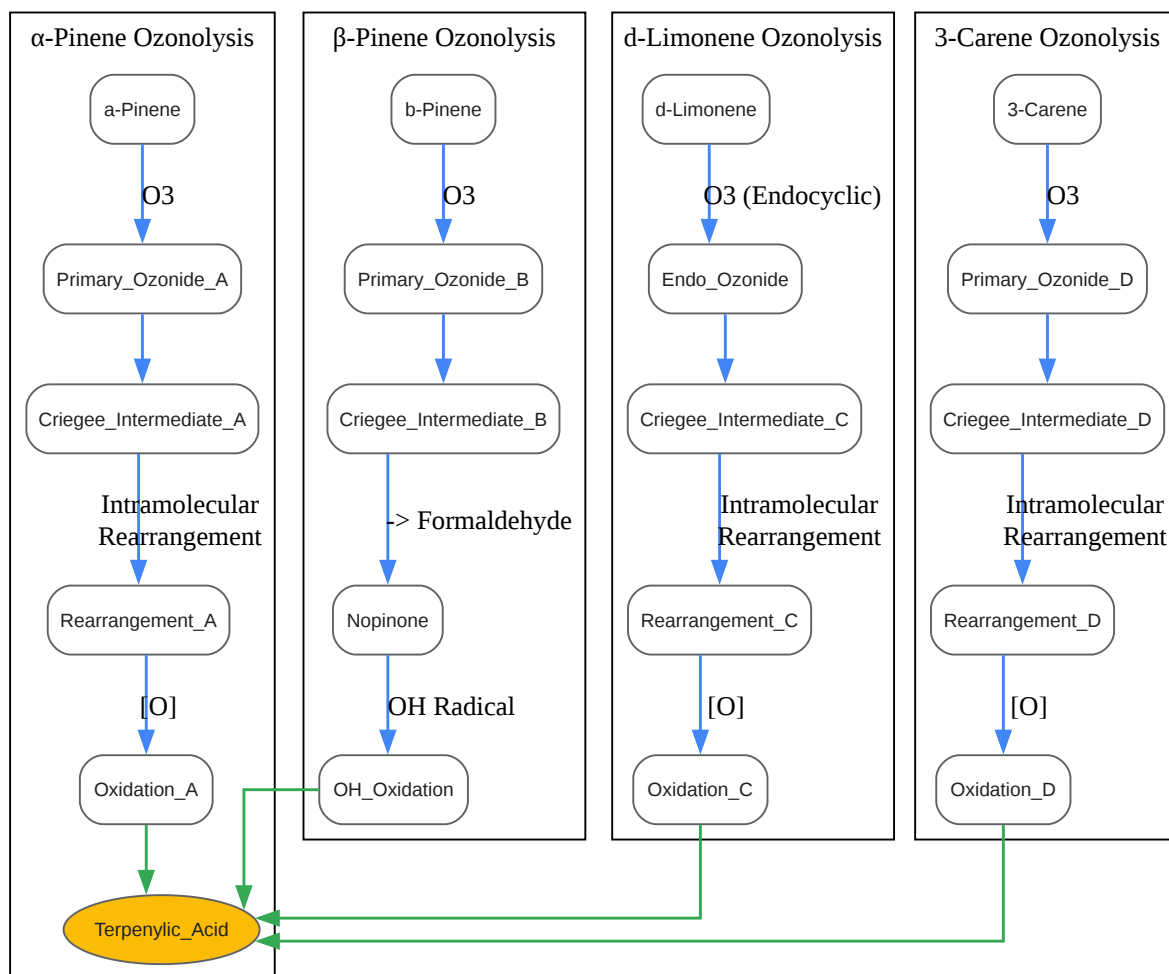 α-Pinene Ozonolysis
a-Pinene
O3
Primary_Ozonide_A
Criegee_Intermediate_A
Intramolecular
Rearrangement
Rearrangement_A
[O]
Oxidation_A
Terpenylic_Acid
β-Pinene Ozonolysis
b-Pinene
O3
Primary_Ozonide_B
Criegee_Intermediate_B
-> Formaldehyde
Nopinone
OH Radical
OH_Oxidation
d-Limonene Ozonolysis
d-Limonene
O3 (Endocyclic)
Endo_Ozonide
Criegee_Intermediate_C
Intramolecular
Rearrangement
Rearrangement_C
[O]
Oxidation_C
3-Carene Ozonolysis
3-Carene
O3
Primary_Ozonide_D
Criegee_Intermediate_D
Intramolecular
Rearrangement
Rearrangement_D
[O]
Oxidation_D